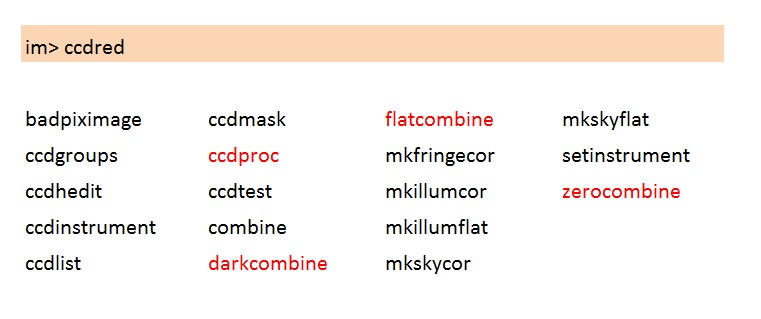 im> ccdred
badpiximage ccdmask flatcombine mkskyflat
ccdgroups ccdproc mkfringecor setinstrument
ccdhedit ccdtest mkillumcor zerocombine
ccdinstrument combine mkillumflat
ccdlist darkcombine mkskycor